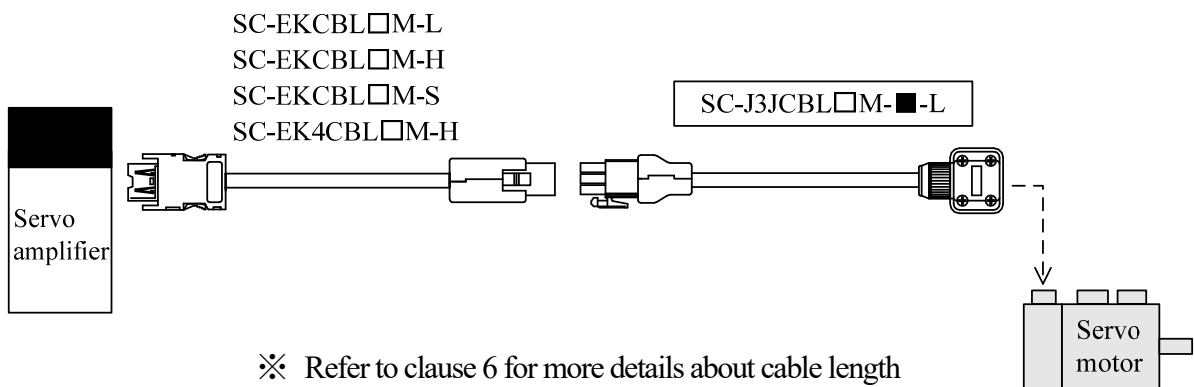 SC-EKCBL□M-L
SC-EKCBL□M-H
SC-EKCBL□M-S
SC-EK4CBL□M-H
SC-J3JCBL□M-■-L
Servo
amplifier
Servo
motor
※ Refer to clause 6 for more details about cable length